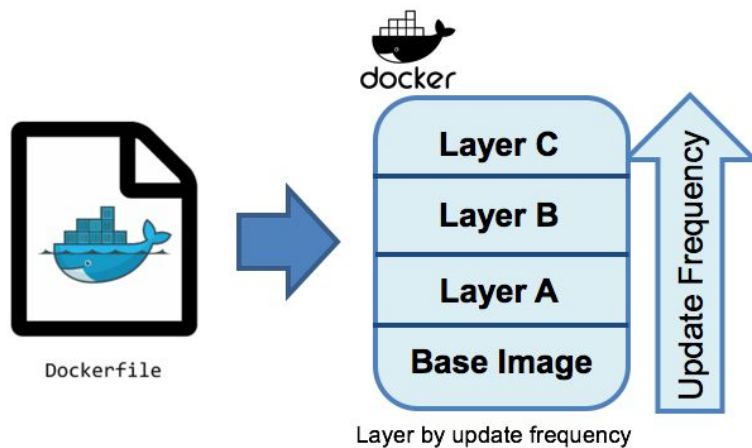 docker
Layer C
Layer B
Layer A
Base Image
Update Frequency
Dockerfile
Layer by update frequency